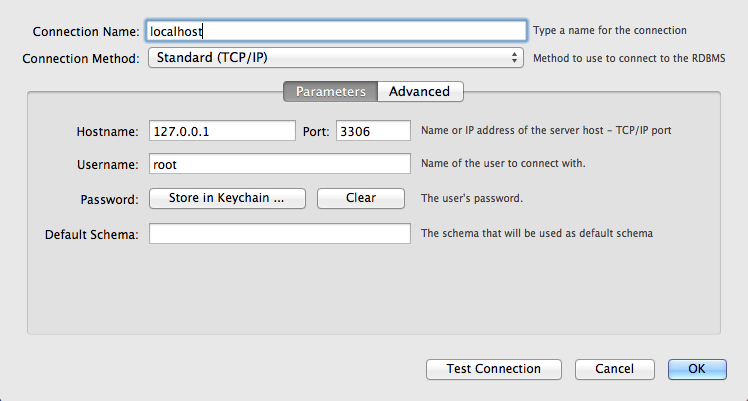 Connection Name: localhost Type a name for the connection
Connection Method: Standard (TCP/IP) Method to use to connect to the RDBMS
Parameters Advanced
Hostname: 127.0.0.1 Port: 3306 Name or IP address of the server host – TCP/IP port
Username: root Name of the user to connect with.
Password: Store in Keychain ... Clear The user's password.
Default Schema: The schema that will be used as default schema
Test Connection Cancel OK